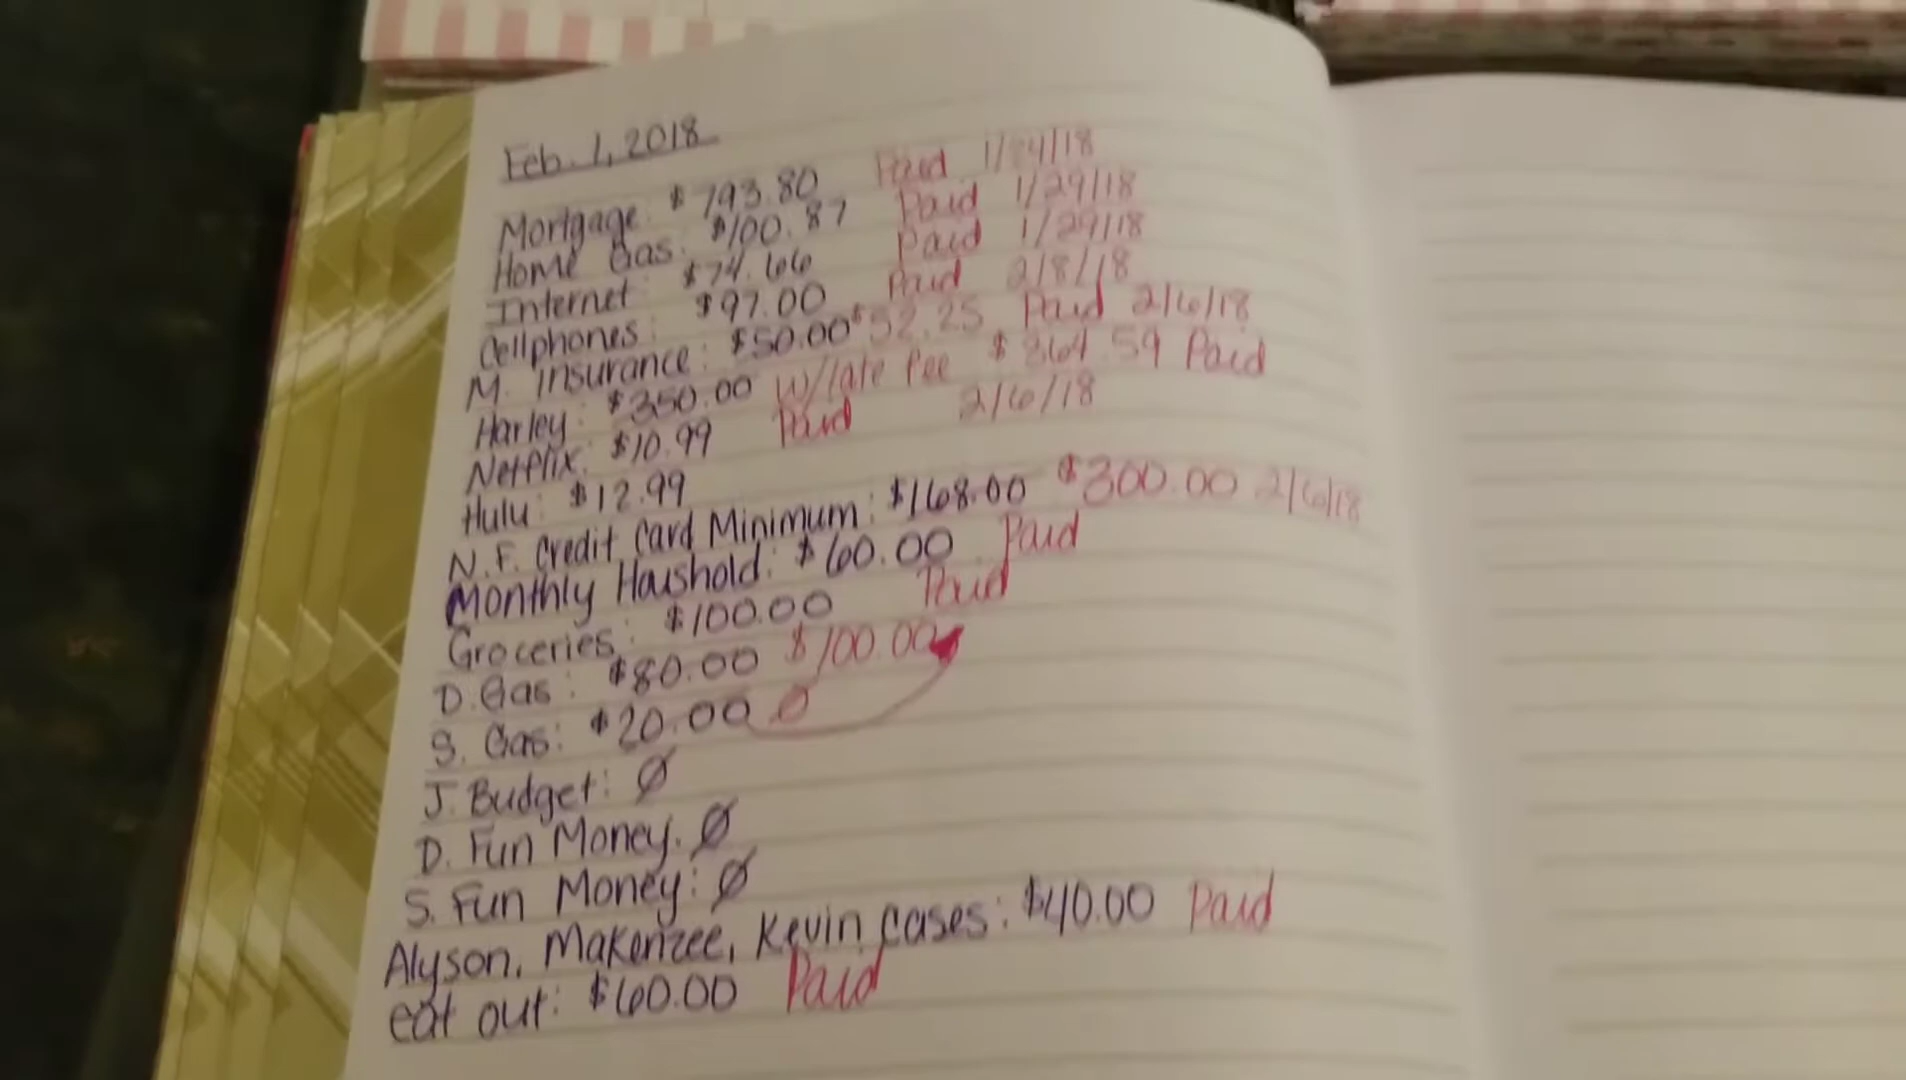 Feb. 1, 2018
Mortgage: $793.80 Paid 1/29/18
Home Gas: $100.87 Paid 1/29/18
Internet: $74.66 Paid 1/29/18
Cellphones: $97.00 Paid 2/8/18
M. Insurance: $50.00 $52.25 Paid 2/6/18
Harley: $350.00 w/late fee $364.59 Paid
Netflix: $10.99 Paid 2/6/18
Hulu: $12.99
N.F. Credit Card Minimum: $168.00 $300.00 2/6/18
Monthly Haushold: $60.00 Paid
Groceries: $100.00 Paid
D. Gas: $80.00 $100.00
S. Gas: $20.00 0
J. Budget: Ø
D. Fun Money: Ø
S. Fun Money: Ø
Alyson, Makenzee, Kevin cases: $40.00 Paid
eat out: $60.00 Paid